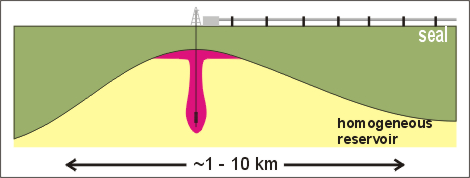 seal
homogeneous
reservoir
~1 - 10 km